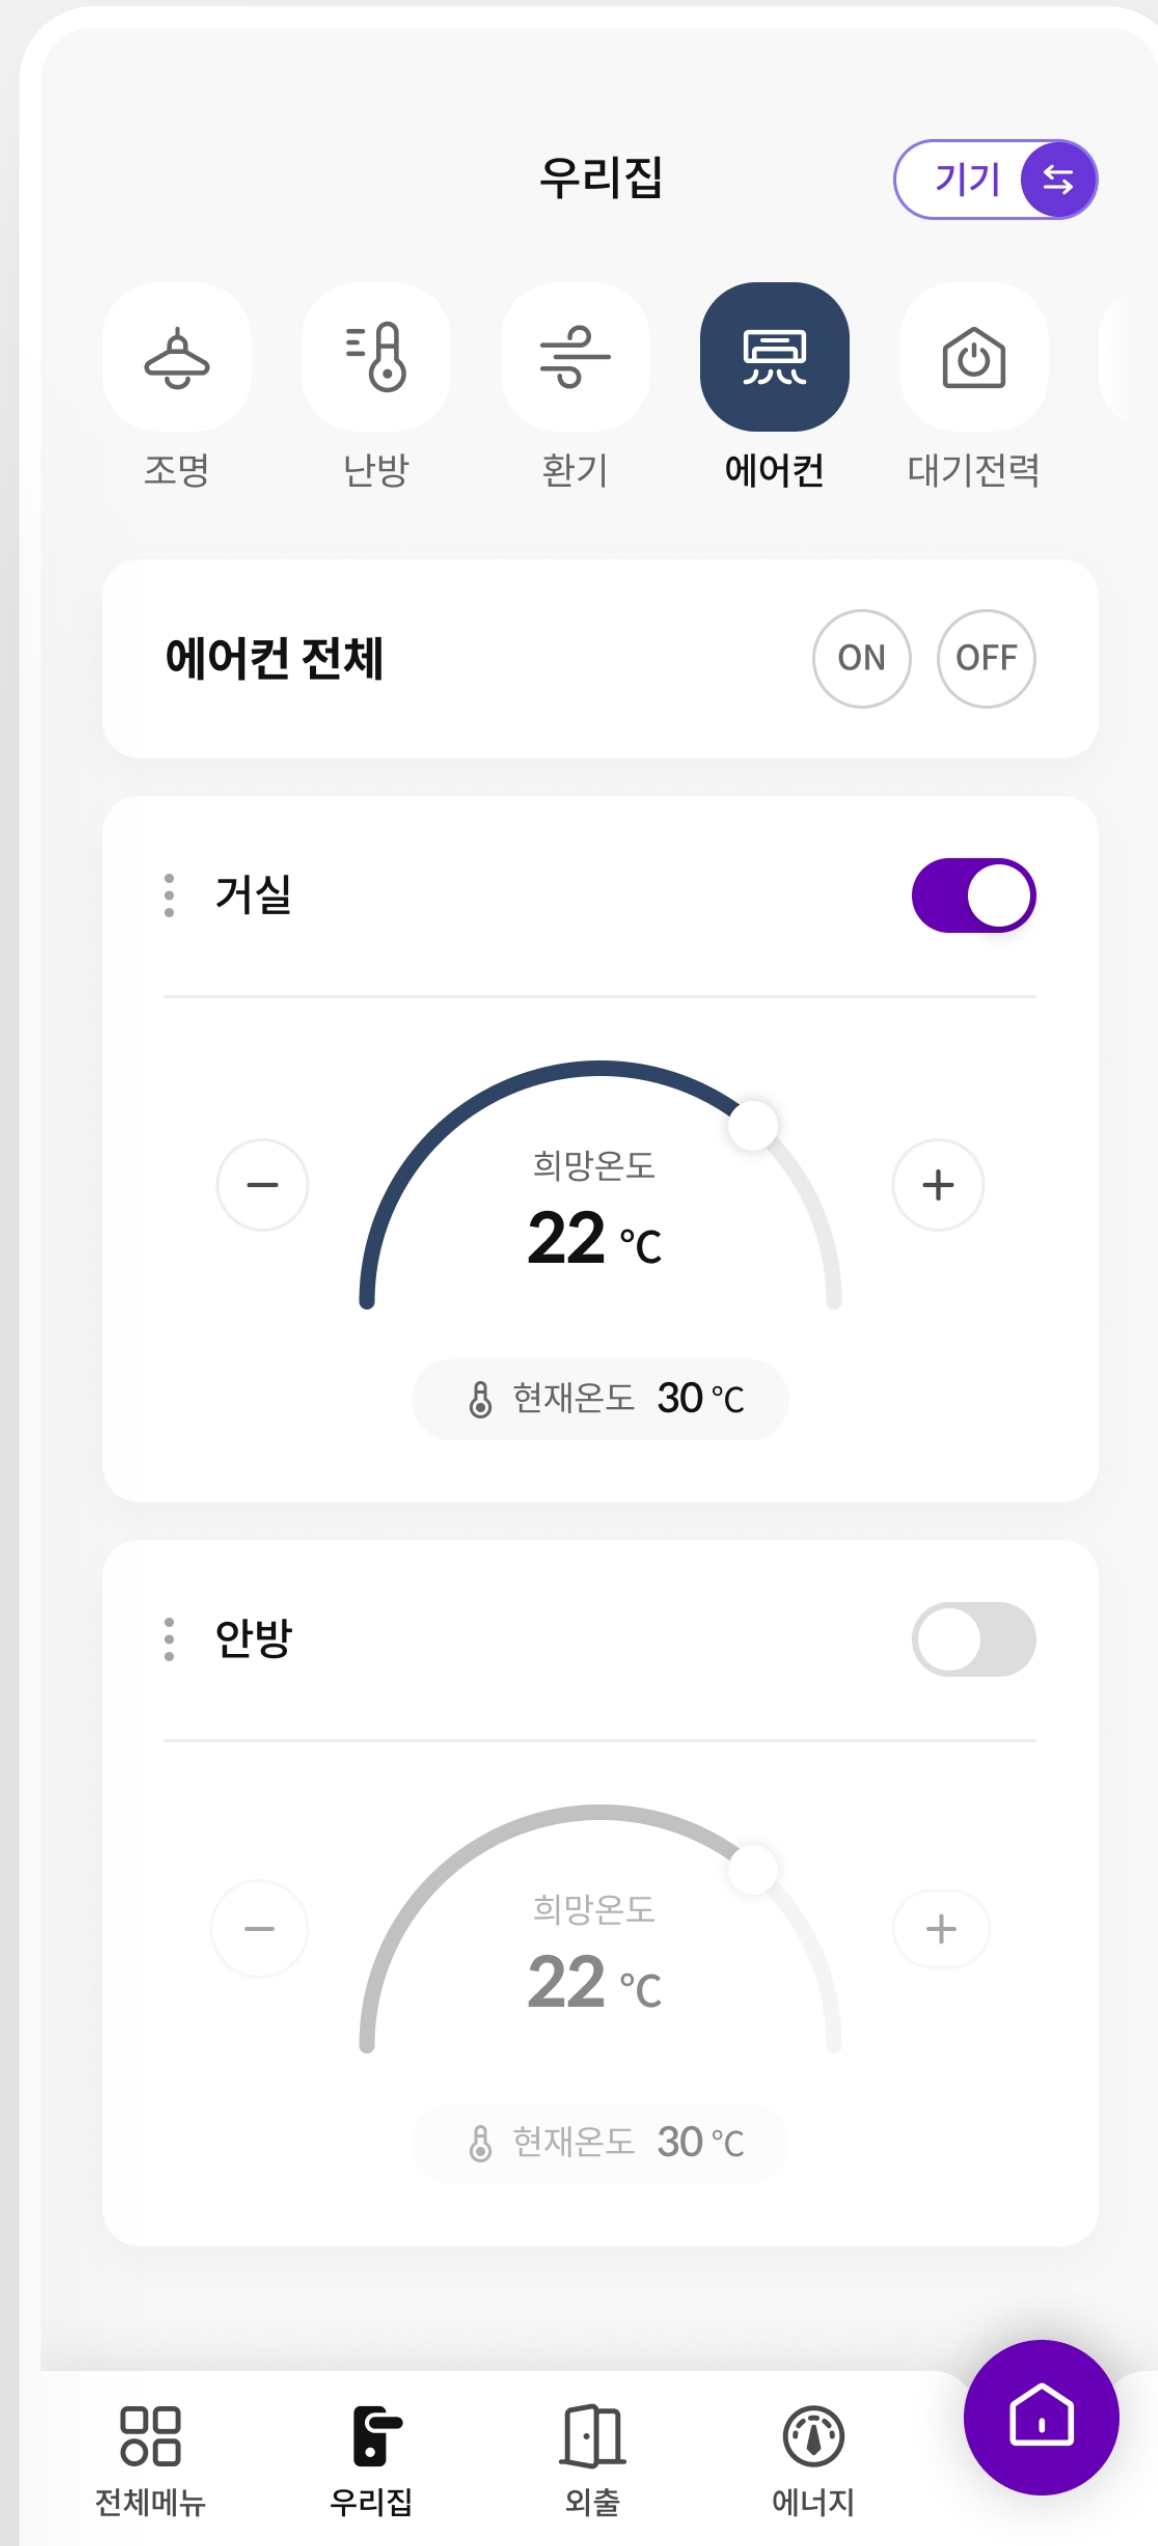 우리집
기기
조명 난방 환기 에어컨 대기전력
에어컨 전체 ON OFF
거실
희망온도
22 °C
현재온도 30 °C
안방
희망온도
22 °C
현재온도 30 °C
전체메뉴 우리집 외출 에너지